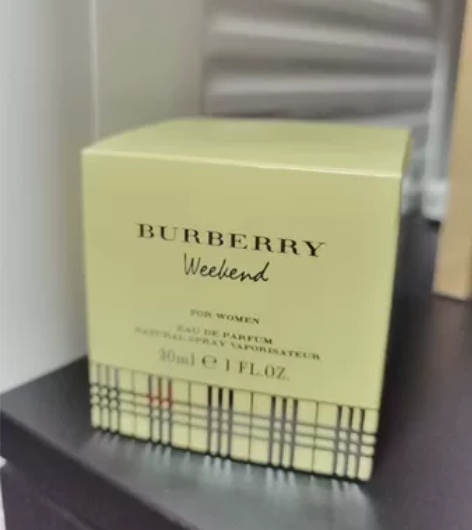 BURBERRY
Weekend
FOR WOMEN
EAU DE PARFUM
NATURAL SPRAY VAPORISATEUR
30ml ℮ 1 FL.OZ.